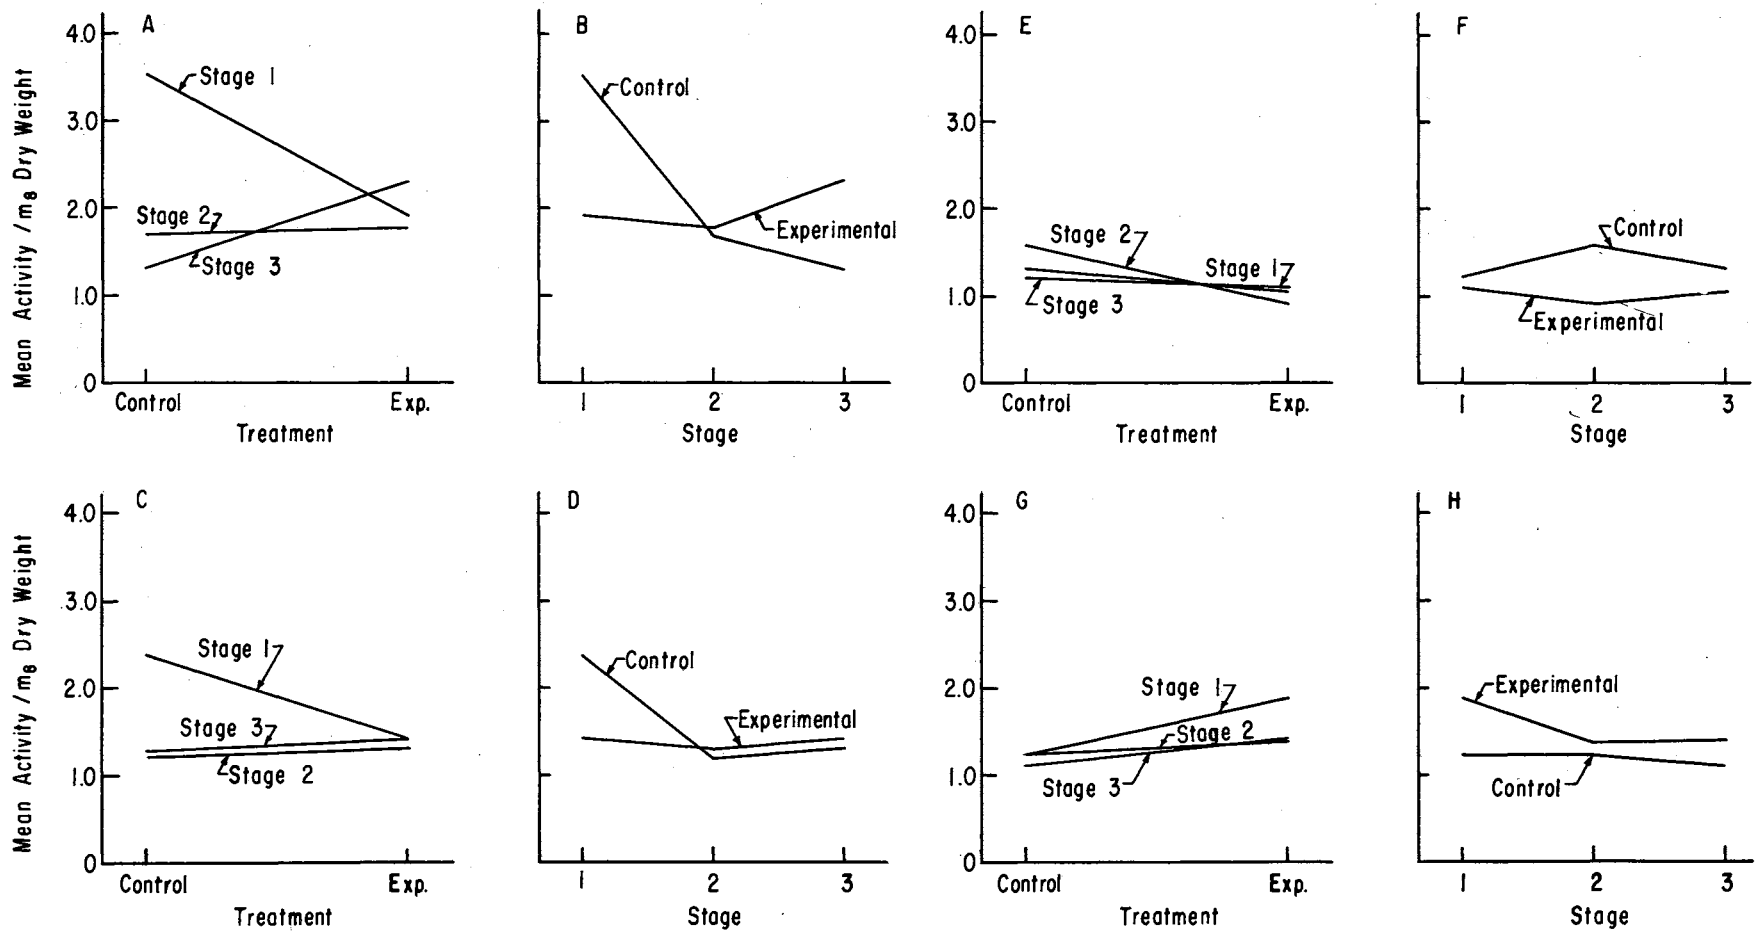 A
4.0
3.0
2.0
1.0
0
Mean Activity / mg Dry Weight
Stage 1
Stage 2
Stage 3
Control
Exp.
Treatment
B
Control
Experimental
1
2
3
Stage
E
4.0
3.0
2.0
1.0
0
Stage 2
Stage 1
Stage 3
Control
Exp.
Treatment
F
Control
Experimental
1
2
3
Stage
C
4.0
3.0
2.0
1.0
0
Mean Activity / mg Dry Weight
Stage 1
Stage 3
Stage 2
Control
Exp.
Treatment
D
Control
Experimental
1
2
3
Stage
G
4.0
3.0
2.0
1.0
0
Stage 1
Stage 2
Stage 3
Control
Exp.
Treatment
H
Experimental
Control
1
2
3
Stage